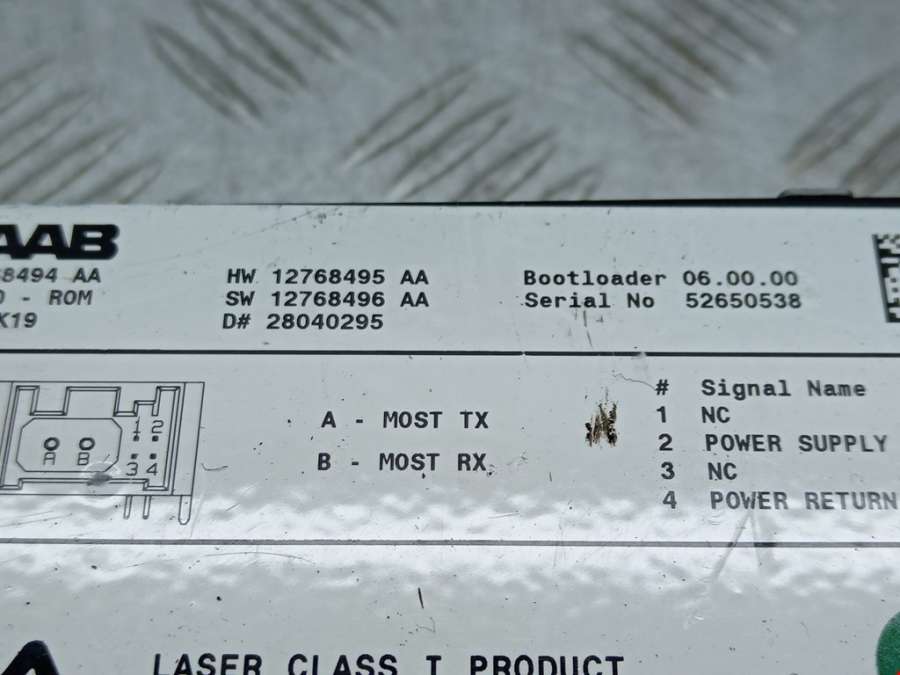 AAB
8494 AA
- ROM
K19
HW 12768495 AA
SW 12768496 AA
D# 28040295
Bootloader 06.00.00
Serial No 52650538
1 2
A B
3 4
A - MOST TX
B - MOST RX
# Signal Name
1 NC
2 POWER SUPPLY
3 NC
4 POWER RETURN
LASER CLASS I PRODUCT